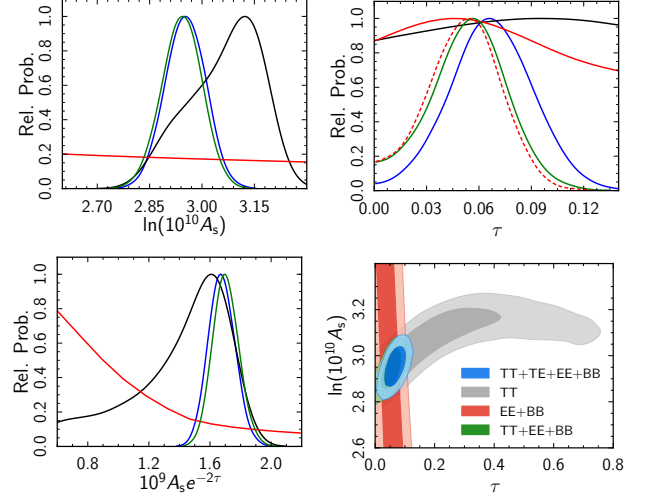 Rel. Prob.
1.0
0.8
0.6
0.4
0.2
0.0
2.70 2.85 3.00 3.15
ln(10¹⁰Aₛ)
Rel. Prob.
1.0
0.8
0.6
0.4
0.2
0.0
0.00 0.03 0.06 0.09 0.12
τ
Rel. Prob.
1.0
0.8
0.6
0.4
0.2
0.0
0.8 1.2 1.6 2.0
10⁹Aₛe⁻²τ
ln(10¹⁰Aₛ)
3.2
3.0
2.8
2.6
TT+TE+EE+BB
TT
EE+BB
TT+EE+BB
0.0 0.2 0.4 0.6 0.8
τ